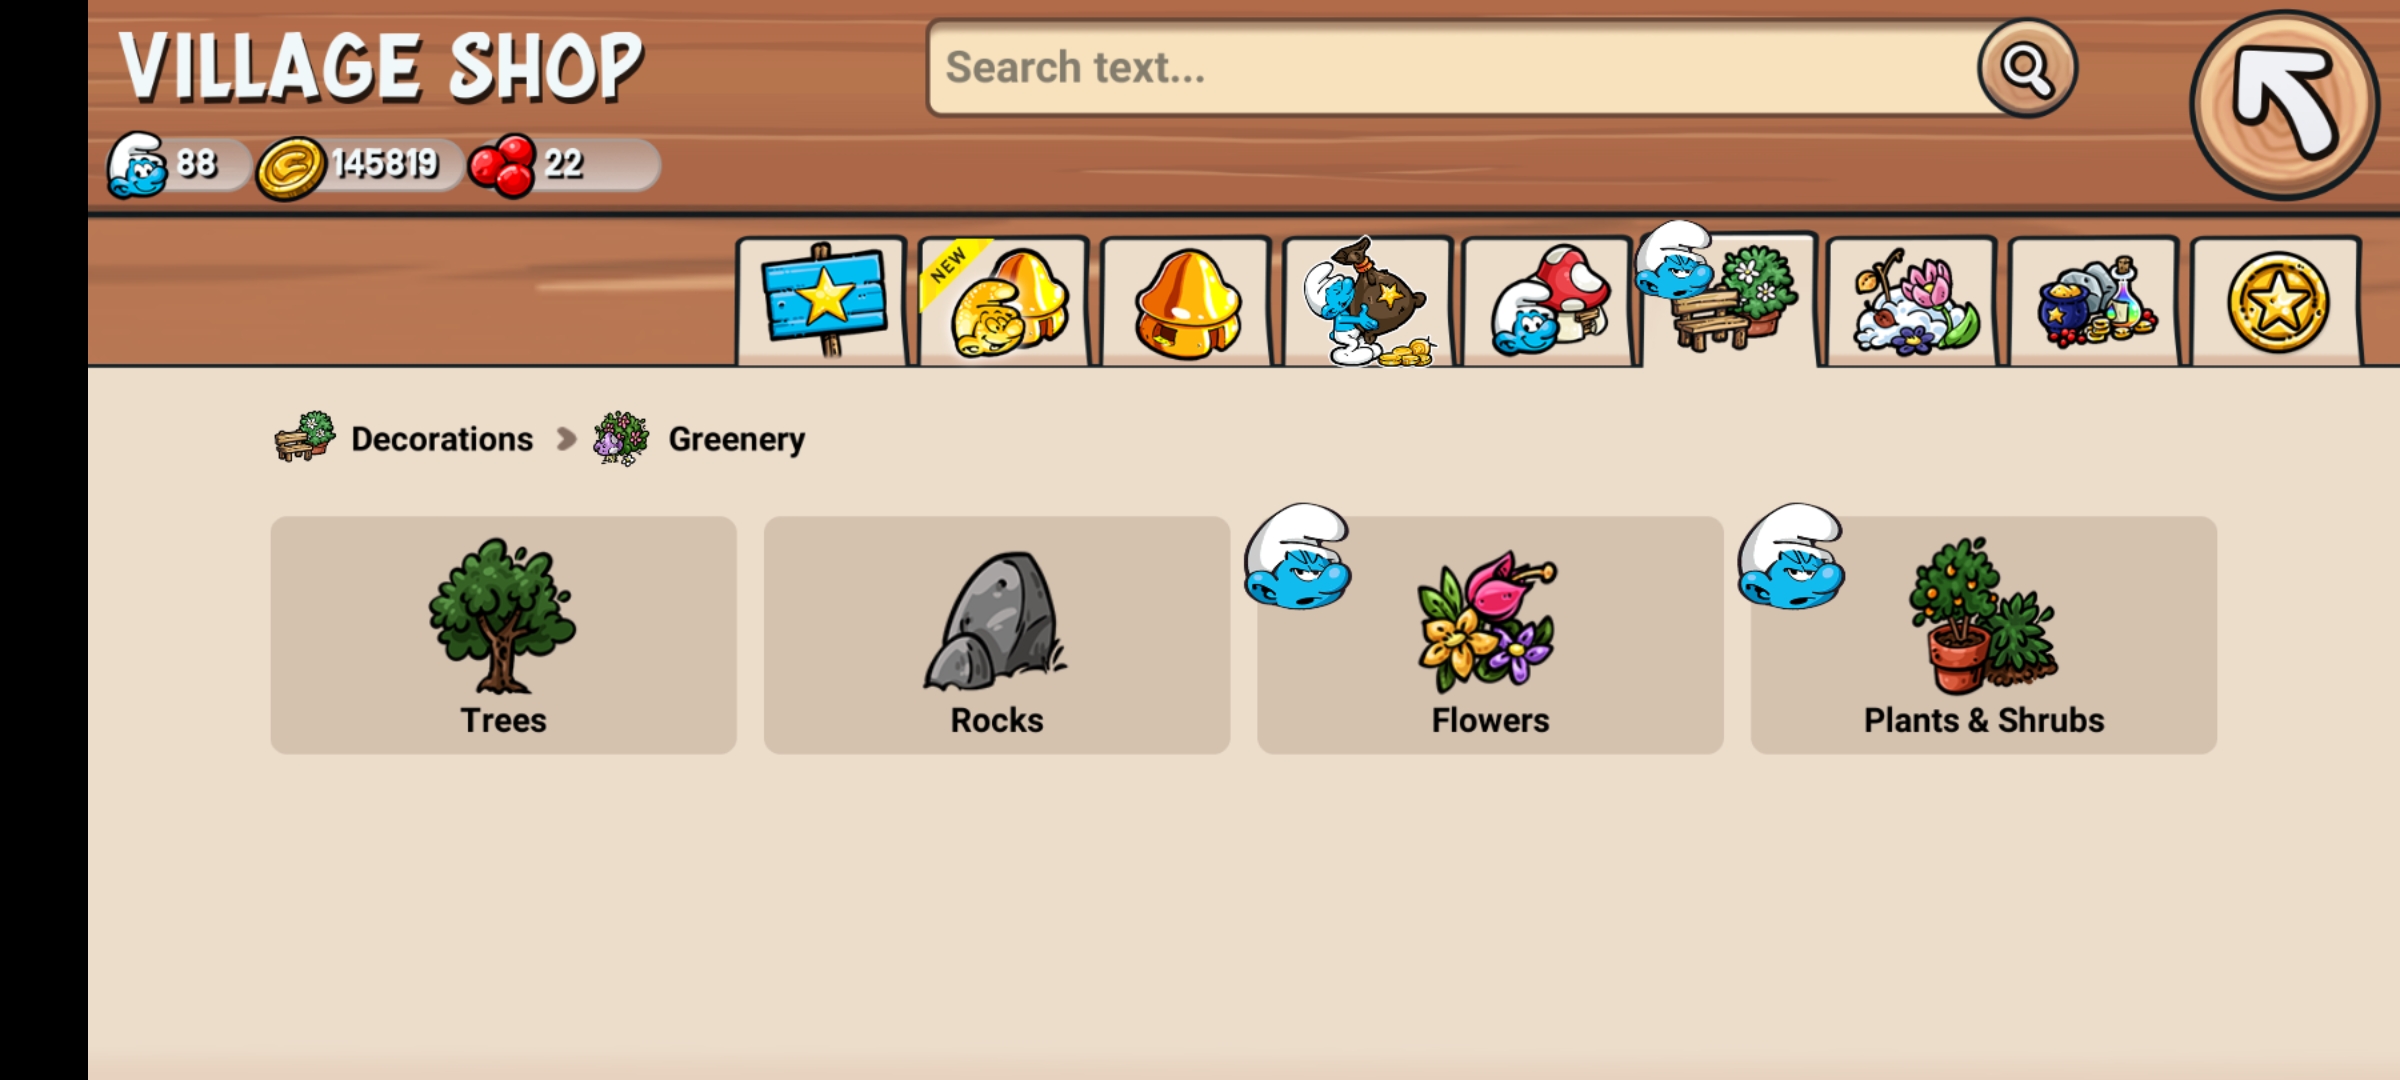 VILLAGE SHOP
Search text...
88 145819 22
NEW
Decorations Greenery
Trees
Rocks
Flowers
Plants & Shrubs